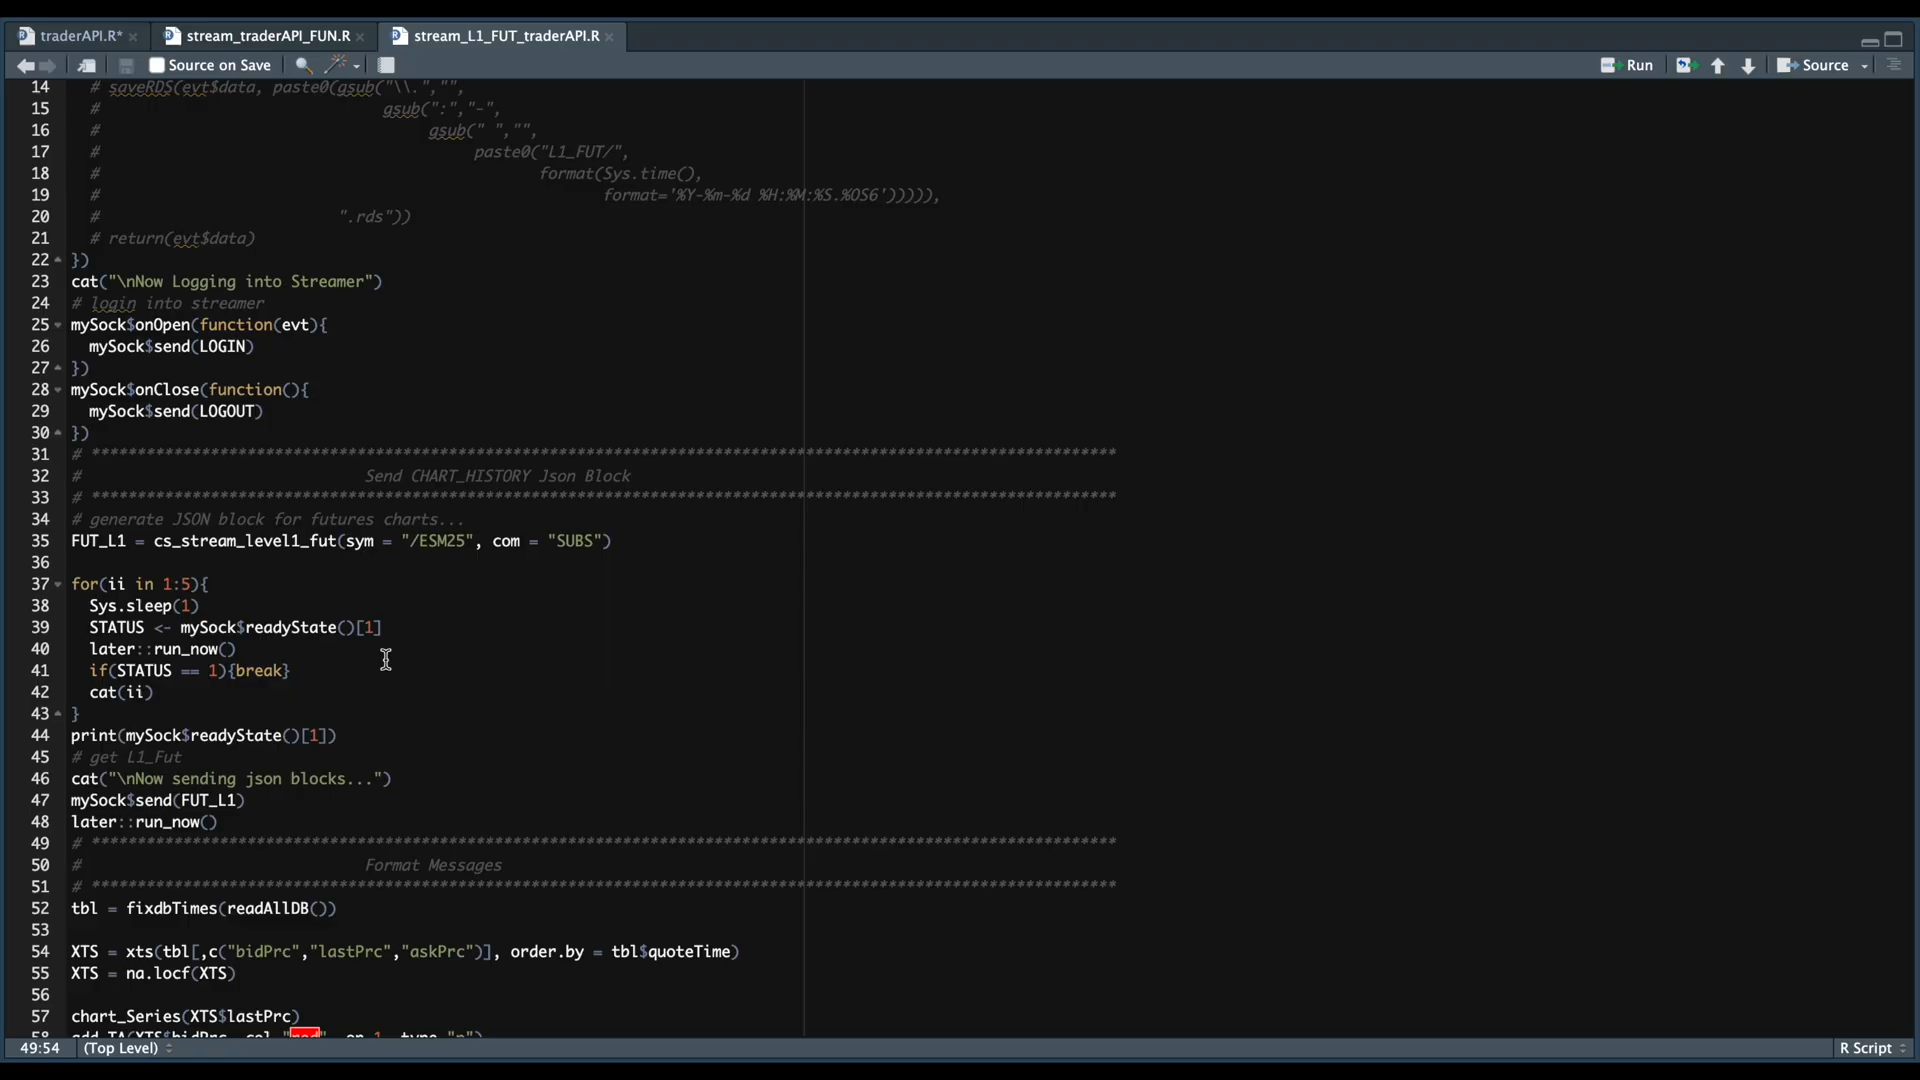 traderAPI.R* stream_traderAPI_FUN.R stream_L1_FUT_traderAPI.R
Source on Save Run Source
14 # saveRDS(evt$data, paste0(gsub("\\.","",
15 # gsub(":","-",
16 # gsub(" ","",
17 # paste0("L1_FUT/",
18 # format(Sys.time(),
19 # format='%Y-%m-%d %H:%M:%S.%OS6'))))),
20 # ".rds"))
21 # return(evt$data)
22 })
23 cat("\nNow Logging into Streamer")
24 # login into streamer
25 mySock$onOpen(function(evt){
26 mySock$send(LOGIN)
27 })
28 mySock$onClose(function(){
29 mySock$send(LOGOUT)
30 })
31 # ****************************************************************************************************************
32 # Send CHART_HISTORY Json Block
33 # ****************************************************************************************************************
34 # generate JSON block for futures charts...
35 FUT_L1 = cs_stream_level1_fut(sym = "/ESM25", com = "SUBS")
36
37 for(ii in 1:5){
38 Sys.sleep(1)
39 STATUS <- mySock$readyState()[1]
40 later::run_now()
41 if(STATUS == 1){break}
42 cat(ii)
43 }
44 print(mySock$readyState()[1])
45 # get L1_Fut
46 cat("\nNow sending json blocks...")
47 mySock$send(FUT_L1)
48 later::run_now()
49 # ****************************************************************************************************************
50 # Format Messages
51 # ****************************************************************************************************************
52 tbl = fixdbTimes(readAllDB())
53
54 XTS = xts(tbl[,c("bidPrc","lastPrc","askPrc")], order.by = tbl$quoteTime)
55 XTS = na.locf(XTS)
56
57 chart_Series(XTS$lastPrc)
49:54 (Top Level) R Script